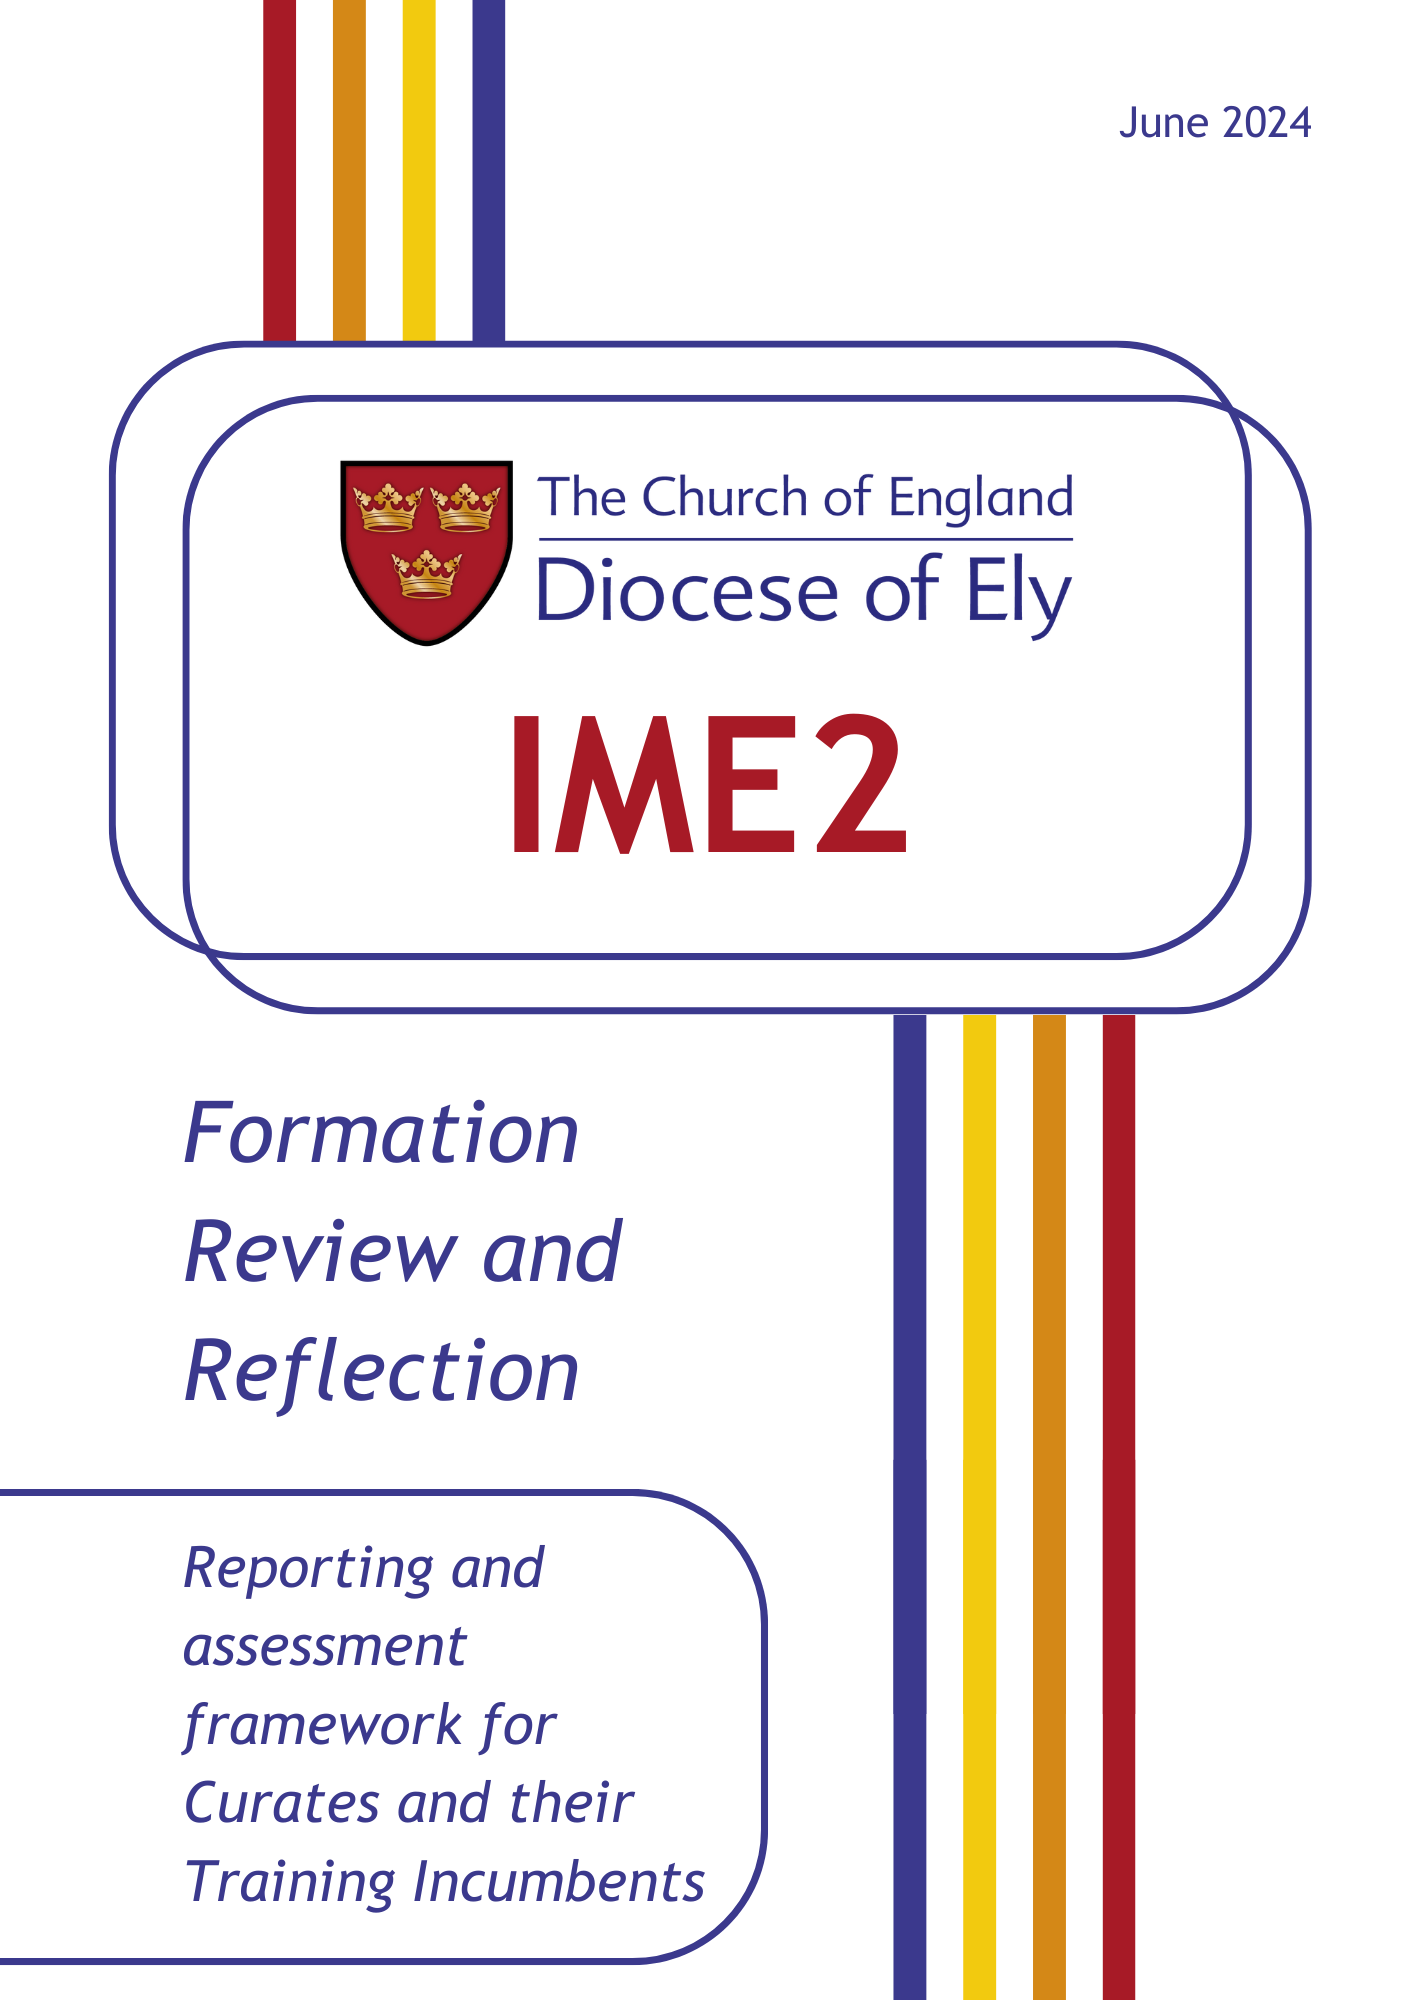 June 2024
The Church of England
Diocese of Ely
IME2
Formation
Review and
Reflection
Reporting and
assessment
framework for
Curates and their
Training Incumbents